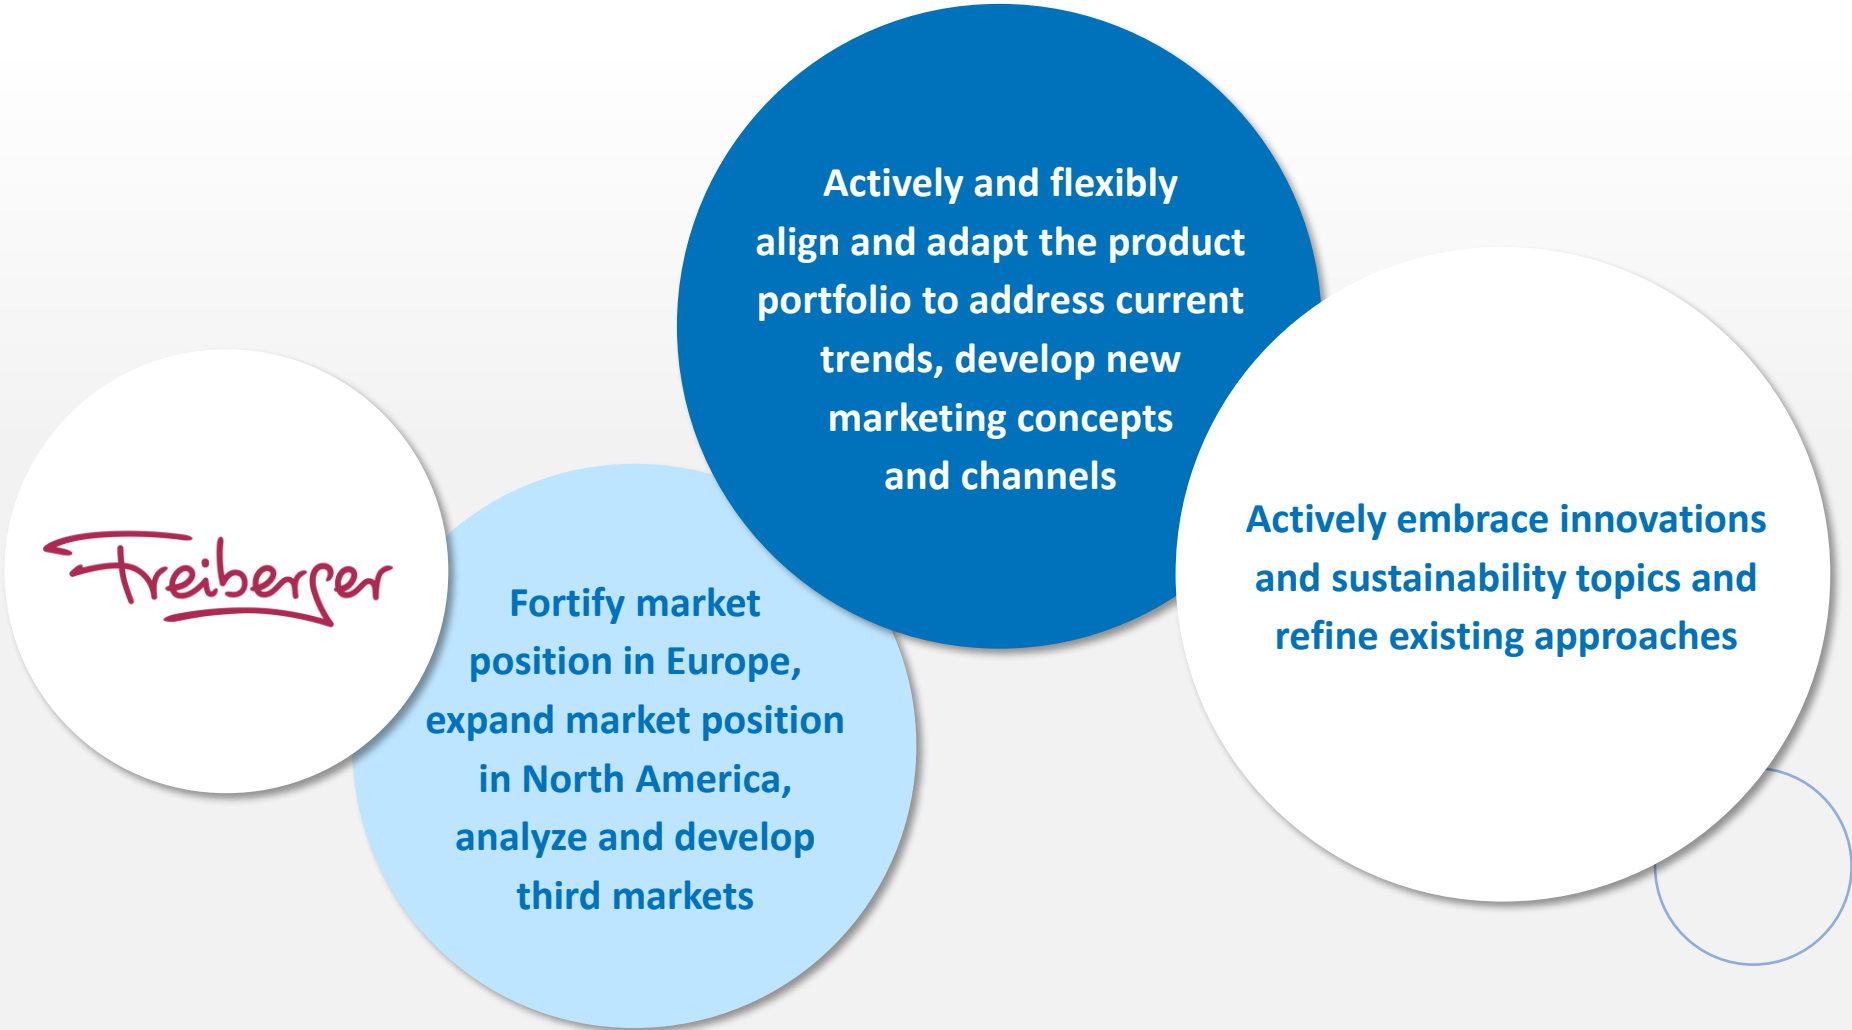 Freiberger
Fortify market
position in Europe,
expand market position
in North America,
analyze and develop
third markets
Actively and flexibly
align and adapt the product
portfolio to address current
trends, develop new
marketing concepts
and channels
Actively embrace innovations
and sustainability topics and
refine existing approaches